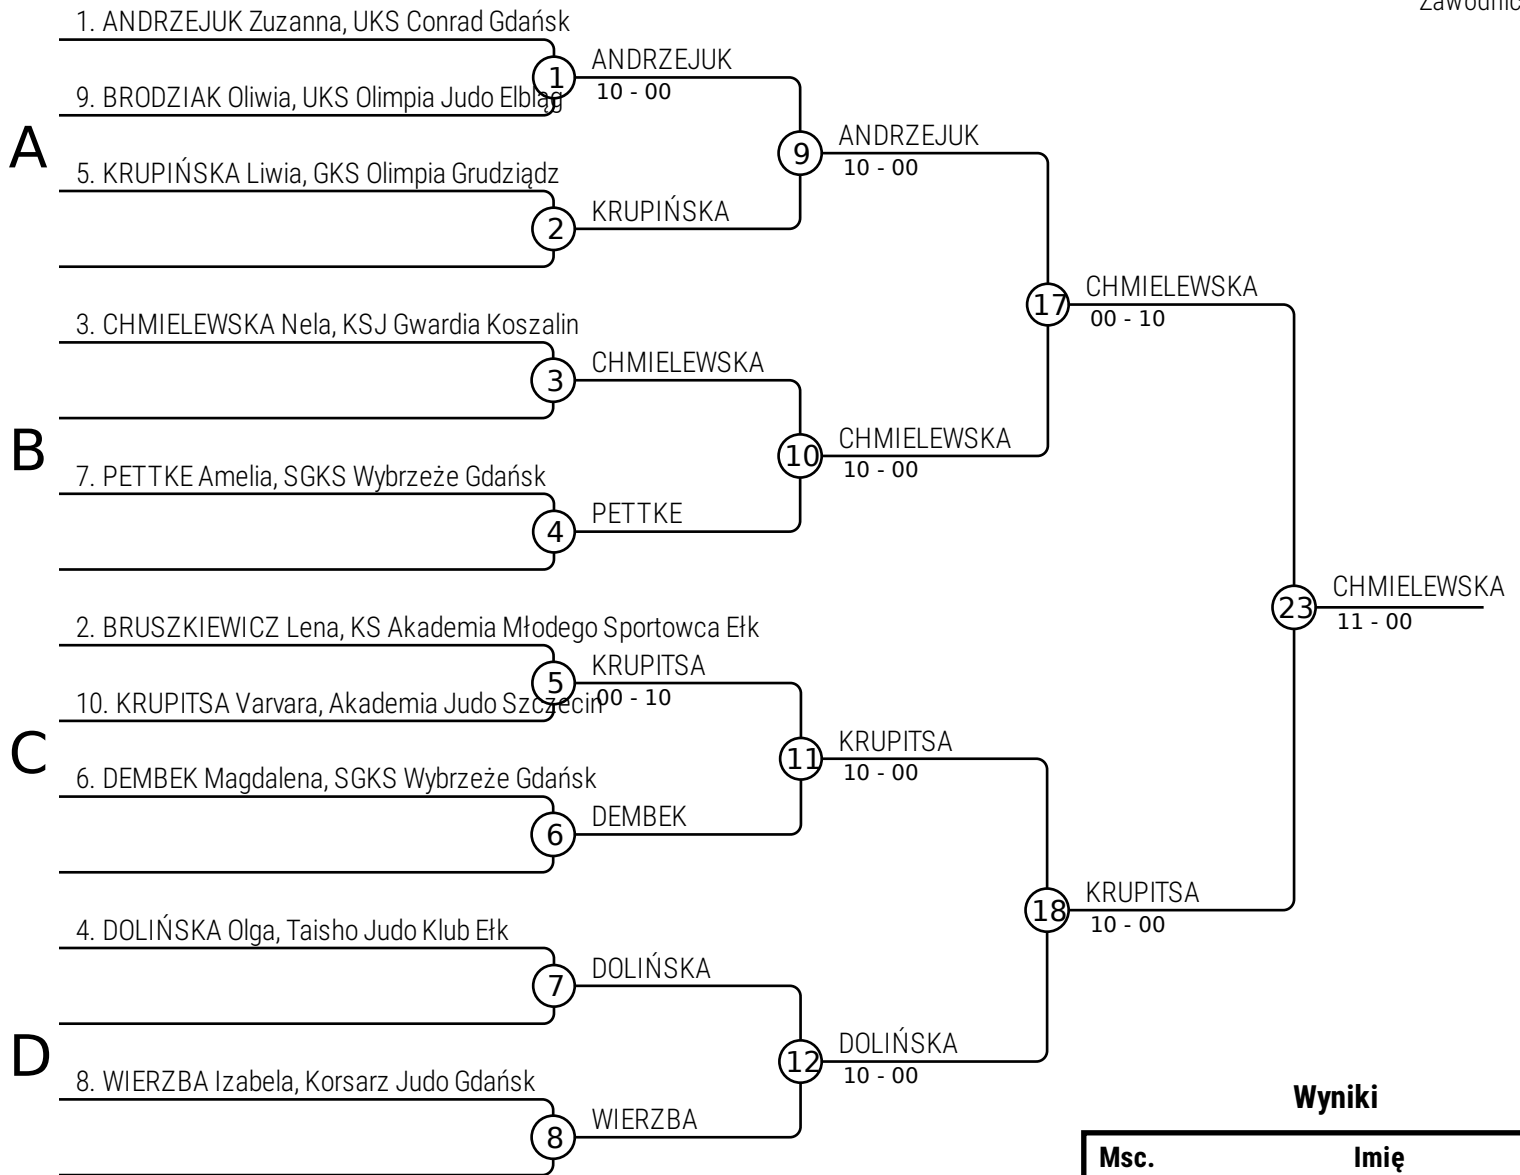 Zawodnic
1. ANDRZEJUK Zuzanna, UKS Conrad Gdańsk
1
ANDRZEJUK
10 - 00
9. BRODZIAK Oliwia, UKS Olimpia Judo Elbląg
A
9
ANDRZEJUK
10 - 00
5. KRUPIŃSKA Liwia, GKS Olimpia Grudziądz
2
KRUPIŃSKA
17
CHMIELEWSKA
00 - 10
3. CHMIELEWSKA Nela, KSJ Gwardia Koszalin
3
CHMIELEWSKA
B
10
CHMIELEWSKA
10 - 00
7. PETTKE Amelia, SGKS Wybrzeże Gdańsk
4
PETTKE
23
CHMIELEWSKA
11 - 00
2. BRUSZKIEWICZ Lena, KS Akademia Młodego Sportowca Ełk
5
KRUPITSA
00 - 10
10. KRUPITSA Varvara, Akademia Judo Szczecin
C
11
KRUPITSA
10 - 00
6. DEMBEK Magdalena, SGKS Wybrzeże Gdańsk
6
DEMBEK
18
KRUPITSA
10 - 00
4. DOLIŃSKA Olga, Taisho Judo Klub Ełk
7
DOLIŃSKA
D
12
DOLIŃSKA
10 - 00
8. WIERZBA Izabela, Korsarz Judo Gdańsk
8
WIERZBA
Wyniki
Msc. Imię